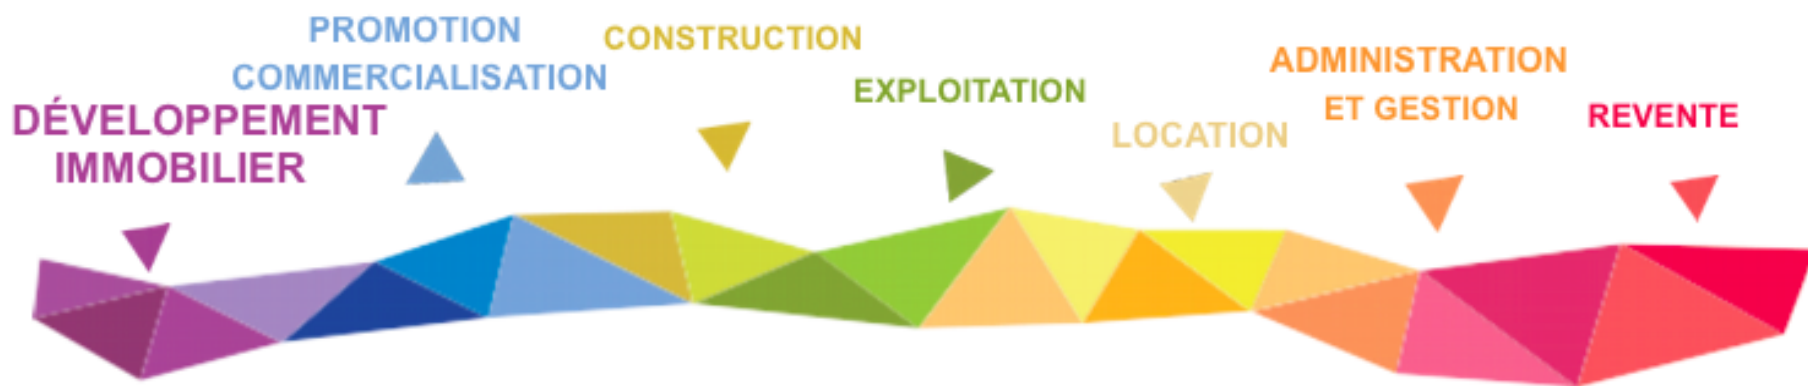 DÉVELOPPEMENT
IMMOBILIER
PROMOTION
COMMERCIALISATION
CONSTRUCTION
EXPLOITATION
LOCATION
ADMINISTRATION
ET GESTION
REVENTE